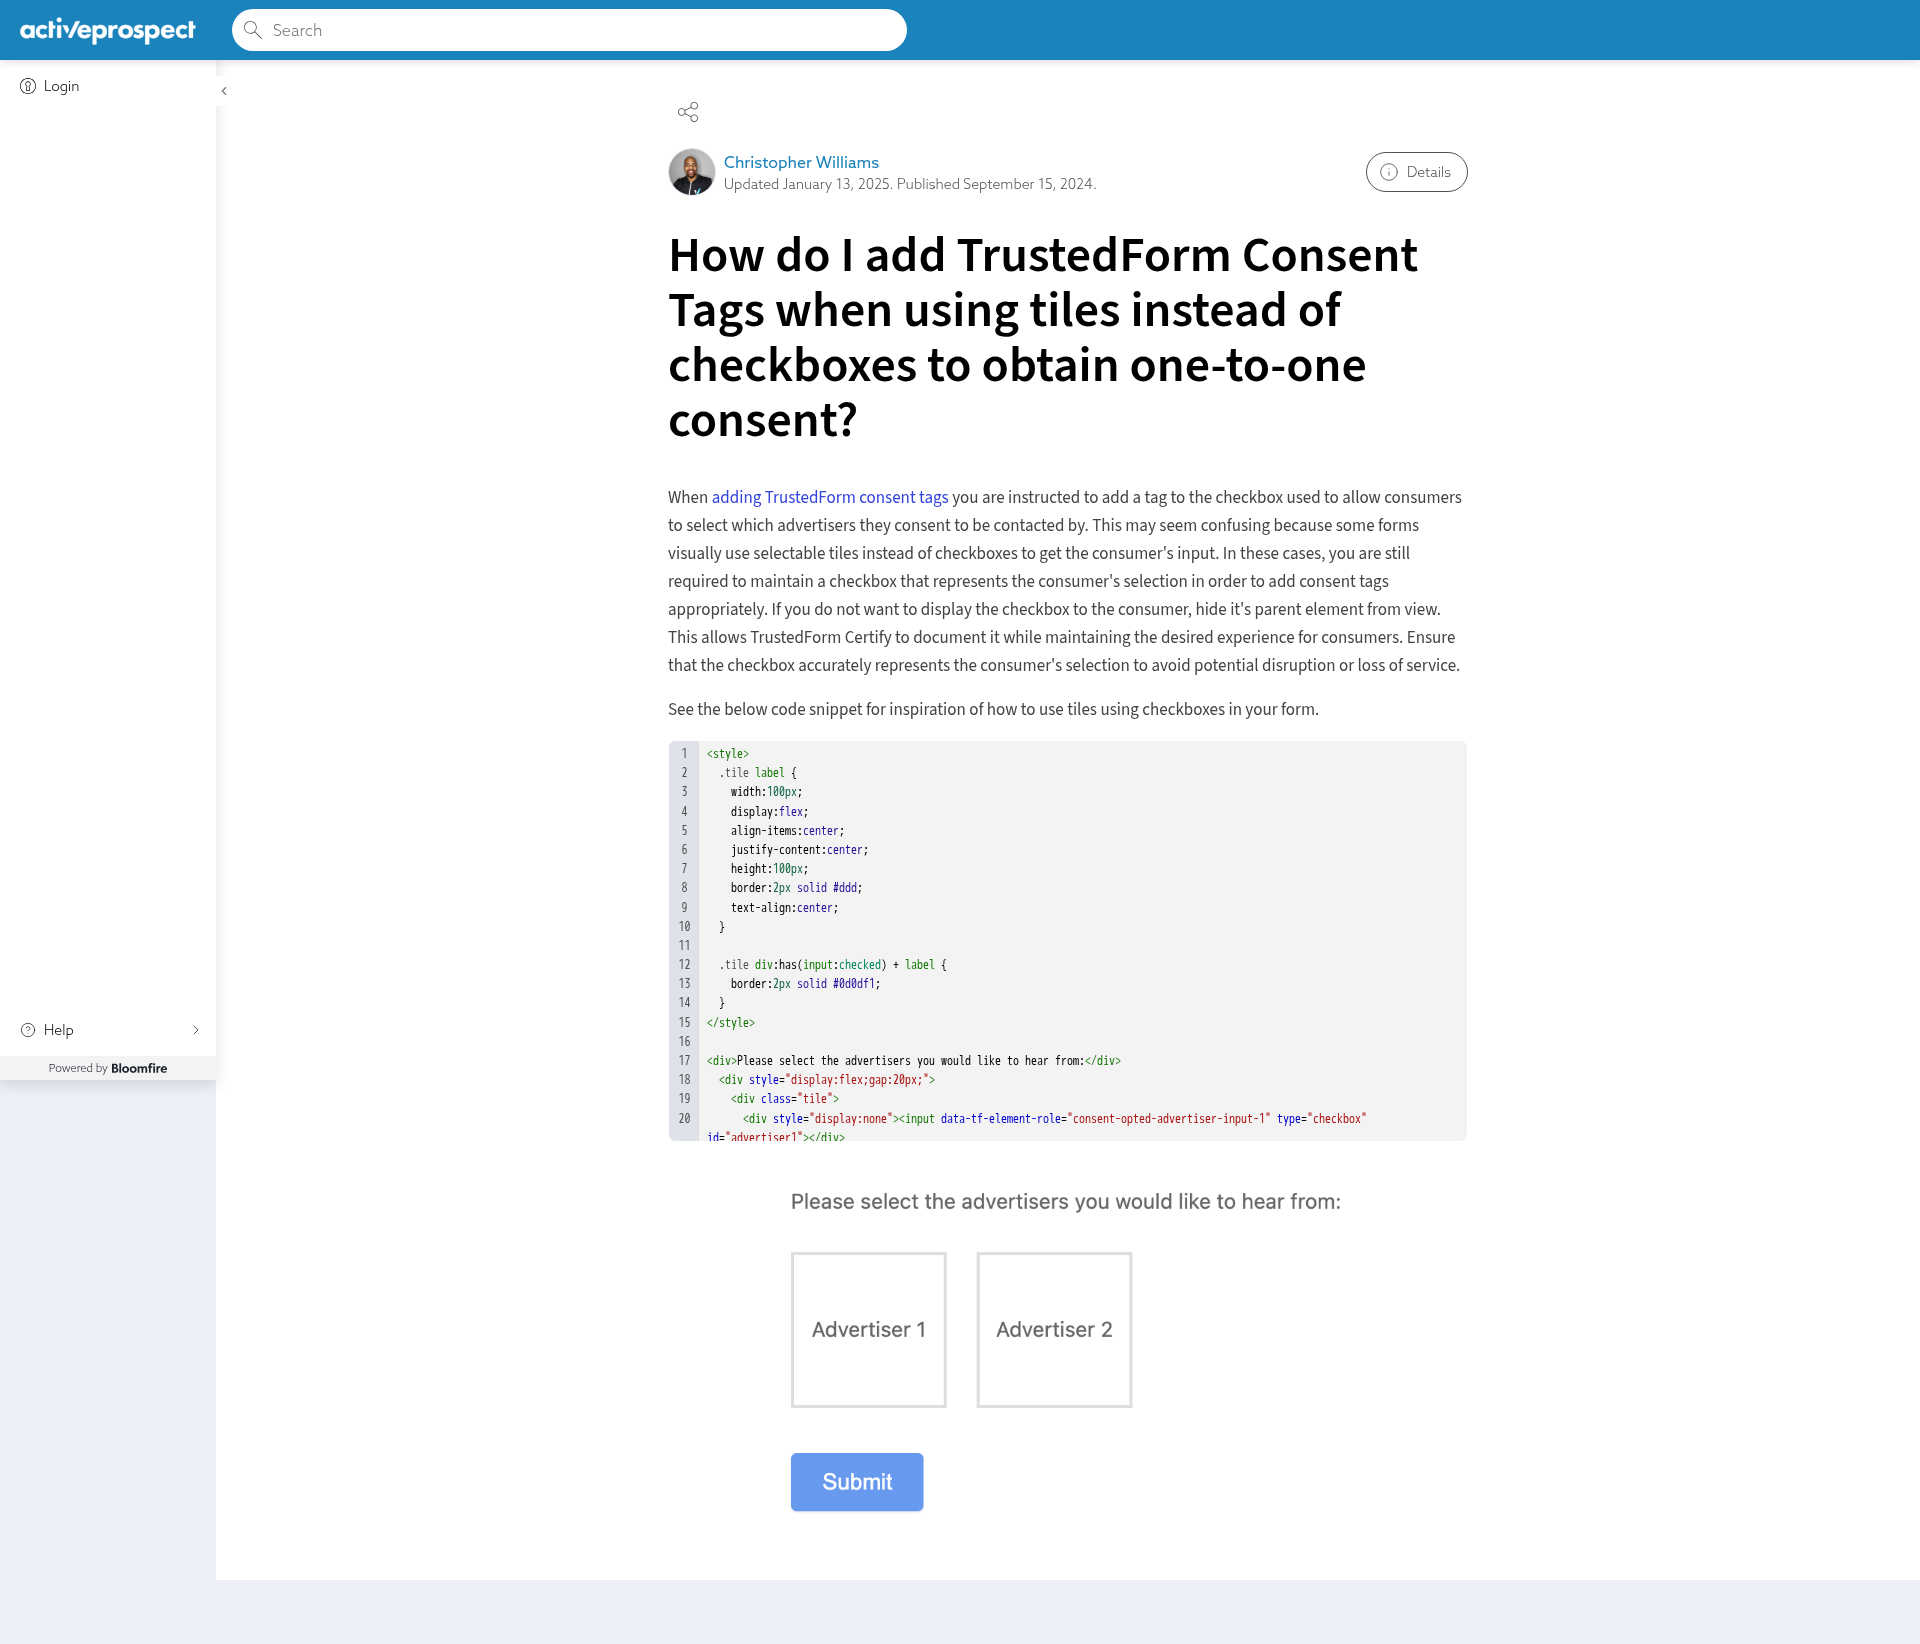 activeprospect
Search
Login
Christopher Williams
Updated January 13, 2025. Published September 15, 2024.
Details
How do I add TrustedForm Consent
Tags when using tiles instead of
checkboxes to obtain one-to-one
consent?
When adding TrustedForm consent tags you are instructed to add a tag to the checkbox used to allow consumers
to select which advertisers they consent to be contacted by. This may seem confusing because some forms
visually use selectable tiles instead of checkboxes to get the consumer's input. In these cases, you are still
required to maintain a checkbox that represents the consumer's selection in order to add consent tags
appropriately. If you do not want to display the checkbox to the consumer, hide it's parent element from view.
This allows TrustedForm Certify to document it while maintaining the desired experience for consumers. Ensure
that the checkbox accurately represents the consumer's selection to avoid potential disruption or loss of service.
See the below code snippet for inspiration of how to use tiles using checkboxes in your form.
1 <style>
2 .tile label {
3 width:100px;
4 display:flex;
5 align-items:center;
6 justify-content:center;
7 height:100px;
8 border:2px solid #ddd;
9 text-align:center;
10 }
11
12 .tile div:has(input:checked) + label {
13 border:2px solid #0d0df1;
14 }
15 </style>
16
17 <div>Please select the advertisers you would like to hear from:</div>
18 <div style="display:flex;gap:20px;">
19 <div class="tile">
20 <div style="display:none"><input data-tf-element-role="consent-opted-advertiser-input-1" type="checkbox"
id="advertiser1"></div>
Help
Powered by Bloomfire
Please select the advertisers you would like to hear from:
Advertiser 1
Advertiser 2
Submit